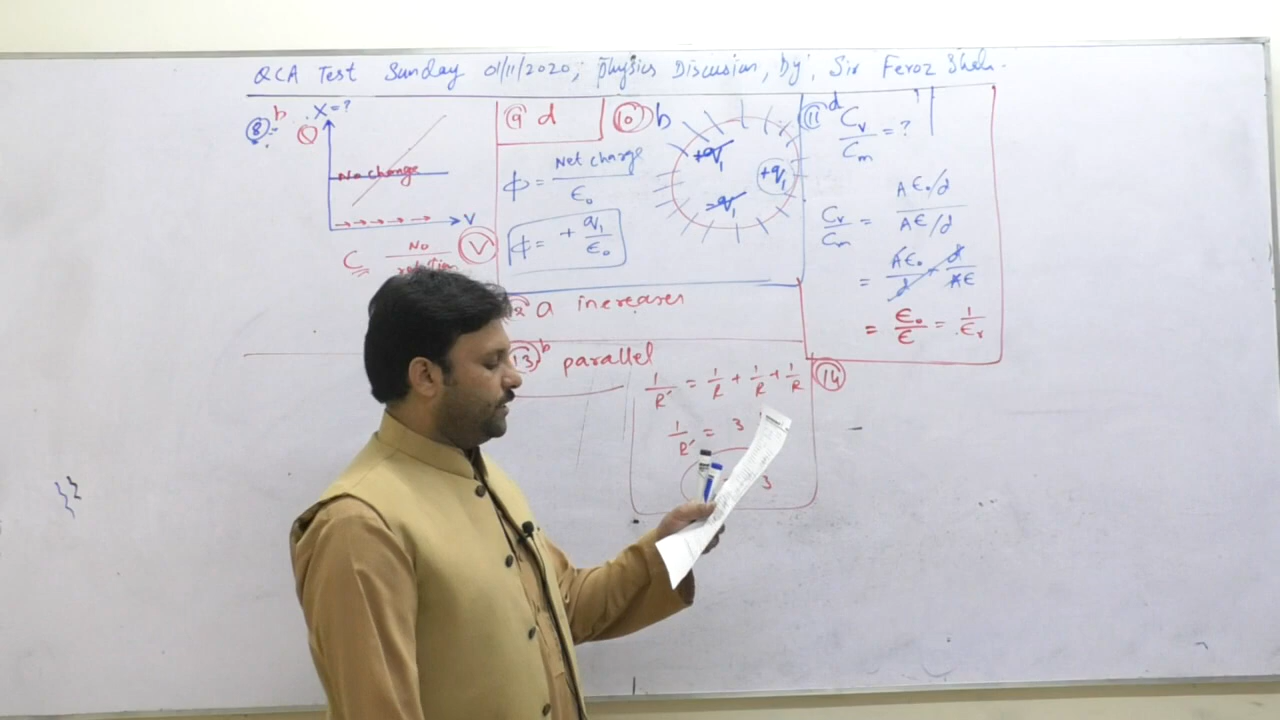 QCA Test Sunday 01/11/2020, Physics Discussion, by, Sir Feroz Shah.
8 b
X=?
No change
V
C No
V
9 d
10 b
φ = Net charge / ε₀
φ = + q₁ / ε₀
+q₁
+q₁
-q₁
11 d
Cᵥ/Cₘ = ?
Cᵥ/Cₘ = Aε₀/d / Aε/d
= Aε₀/d × d/Aε
= ε₀/ε = 1/εᵣ
12 a increases
13 b parallel
1/R' = 1/R + 1/R + 1/R
1/R' = 3
3
14